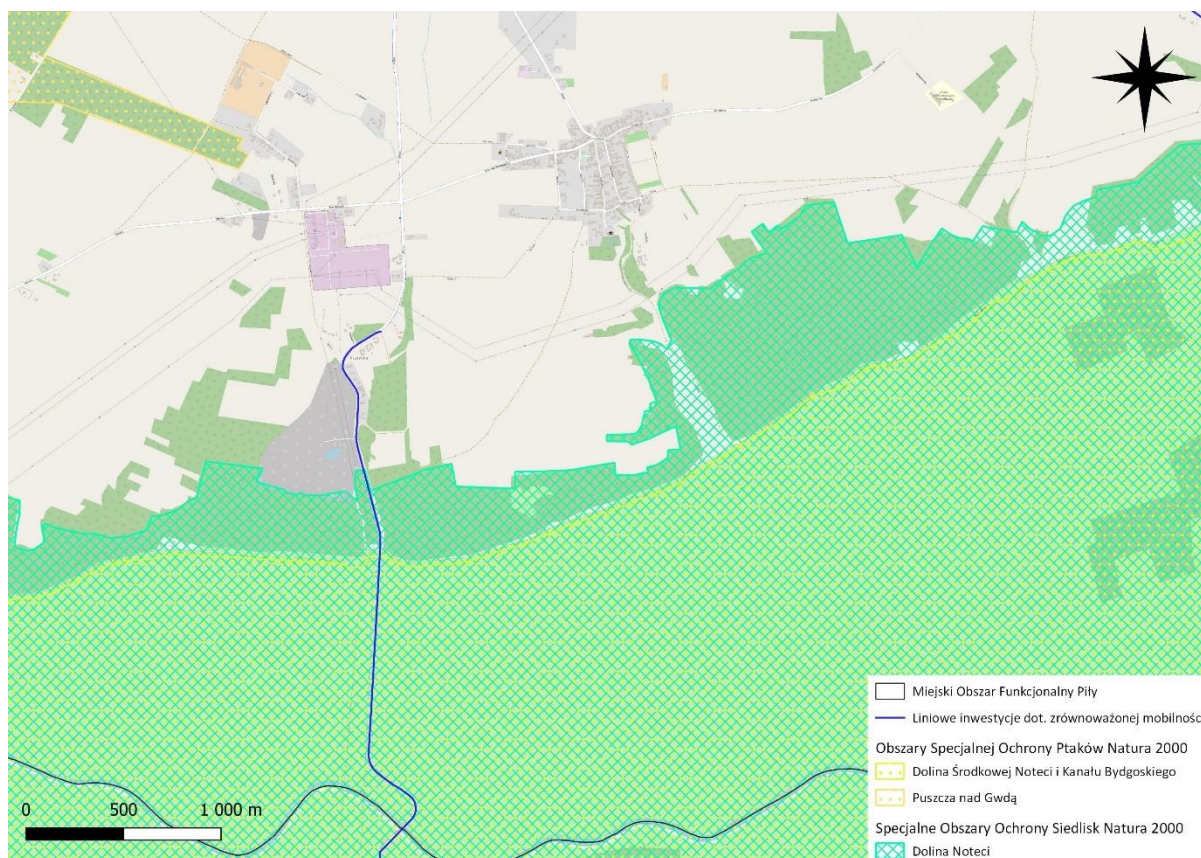 0 500 1 000 m
Miejski Obszar Funkcjonalny Piły
Liniowe inwestycje dot. zrównoważonej mobilnośc
Obszary Specjalnej Ochrony Ptaków Natura 2000
Dolina Środkowej Noteci i Kanału Bydgoskiego
Puszcza nad Gwdą
Specjalne Obszary Ochrony Siedlisk Natura 2000
Dolina Noteci